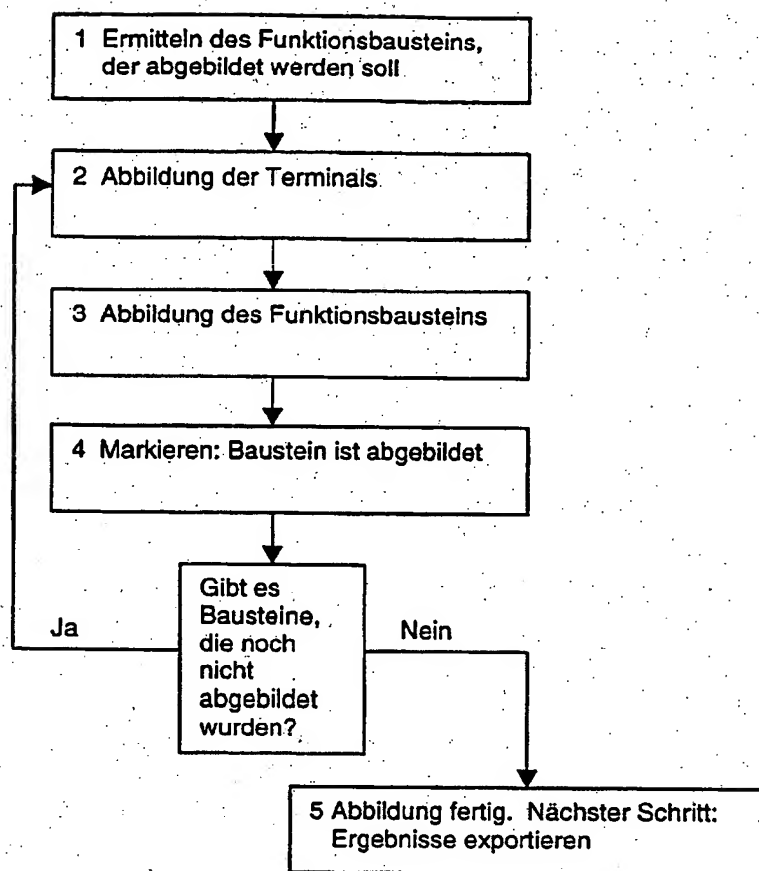 1 Ermitteln des Funktionsbausteins,
der abgebildet werden soll
2 Abbildung der Terminals
3 Abbildung des Funktionsbausteins
4 Markieren: Baustein ist abgebildet
Gibt es
Bausteine,
die noch
nicht
abgebildet
wurden?
Ja
Nein
5 Abbildung fertig. Nächster Schritt:
Ergebnisse exportieren